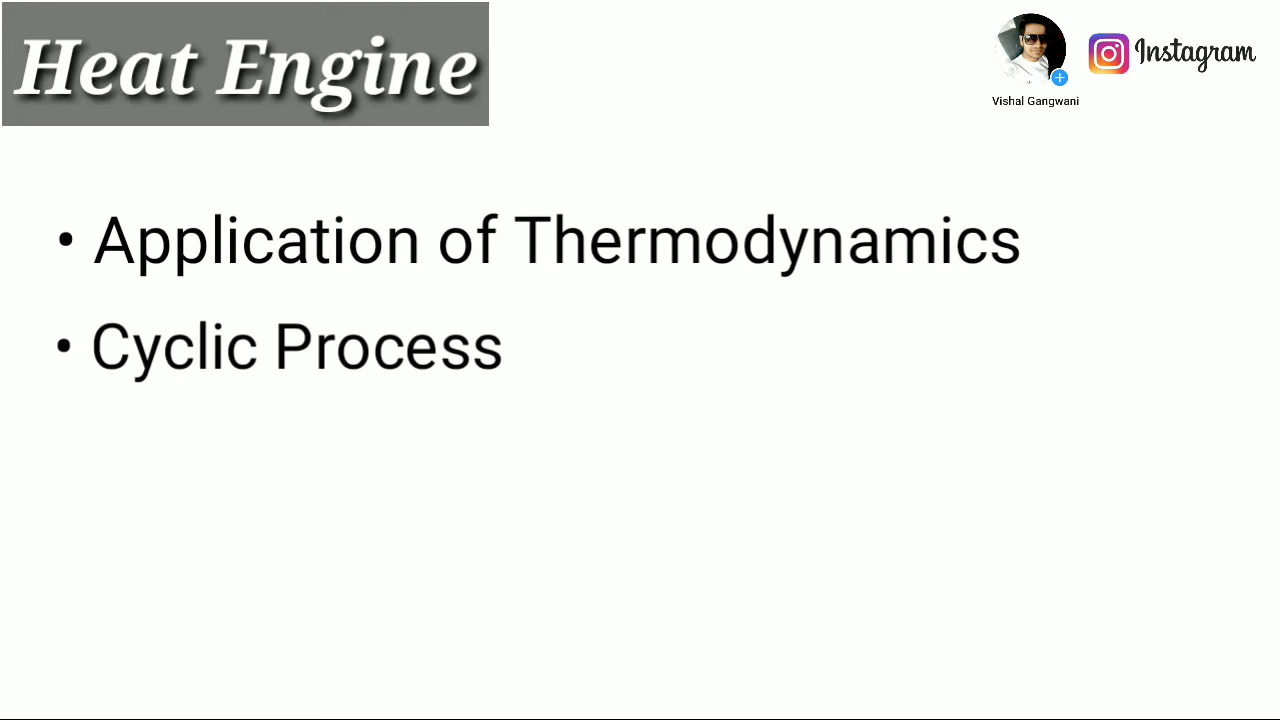 Heat Engine
Instagram
Vishal Gangwani
• Application of Thermodynamics
• Cyclic Process